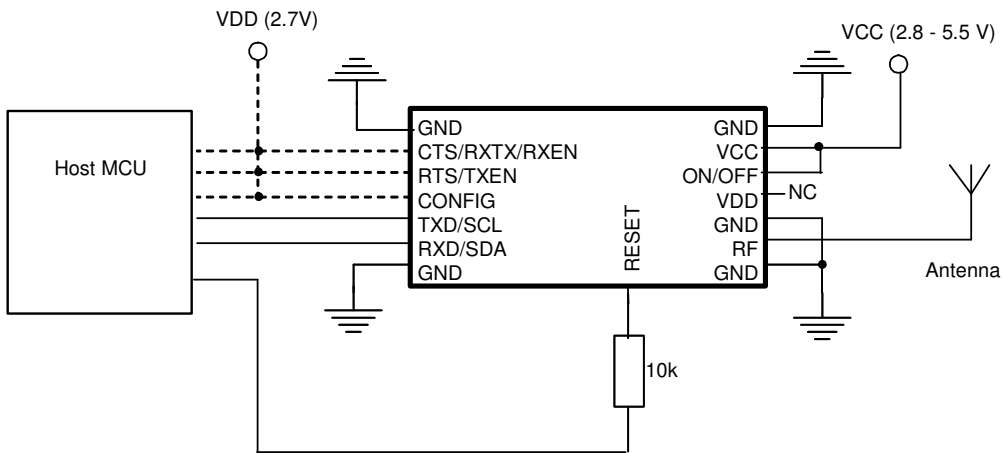 VDD (2.7V)
VCC (2.8 - 5.5 V)
Host MCU
GND
CTS/RXTX/RXEN
RTS/TXEN
CONFIG
TXD/SCL
RXD/SDA
GND
RESET
GND
VCC
ON/OFF
VDD
GND
RF
GND
NC
Antenna
10k